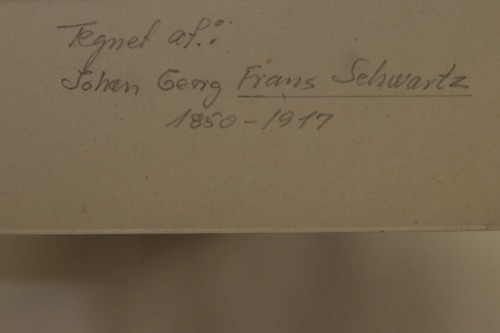 Tegnet af.:
Johan Georg Frans Schwartz
1850-1917